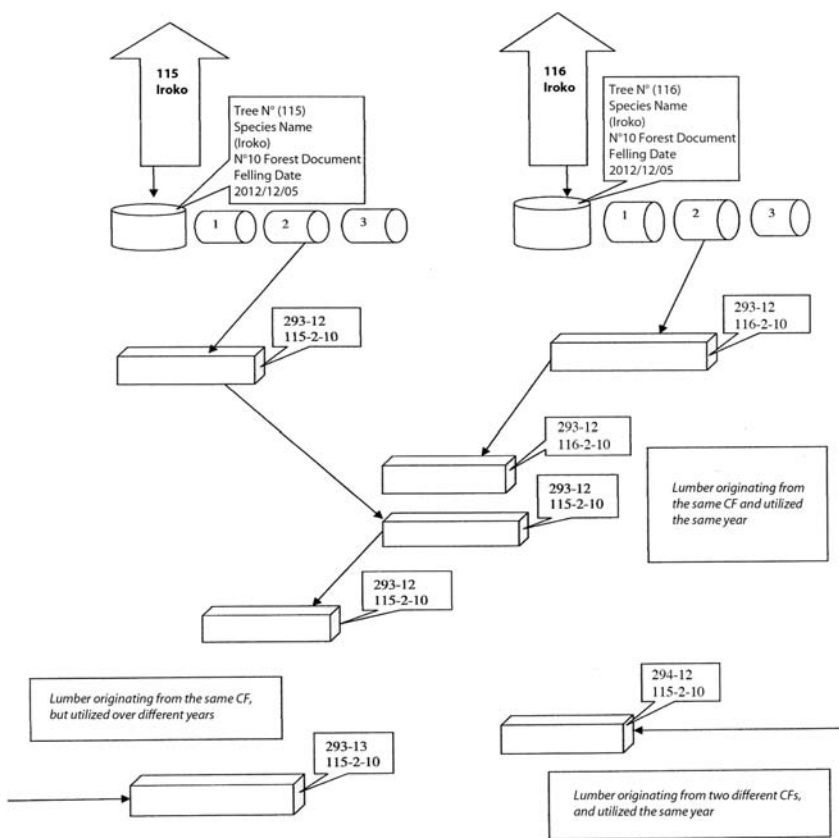 115
Iroko
Tree N° (115)
Species Name
(Iroko)
N°10 Forest Document
Felling Date
2012/12/05
1
2
3
116
Iroko
Tree N° (116)
Species Name
(Iroko)
N°10 Forest Document
Felling Date
2012/12/05
1
2
3
293-12
115-2-10
293-12
116-2-10
293-12
116-2-10
293-12
115-2-10
Lumber originating from
the same CF and utilized
the same year
293-12
115-2-10
Lumber originating from the same CF,
but utilized over different years
294-12
115-2-10
293-13
115-2-10
Lumber originating from two different CFs,
and utilized the same year